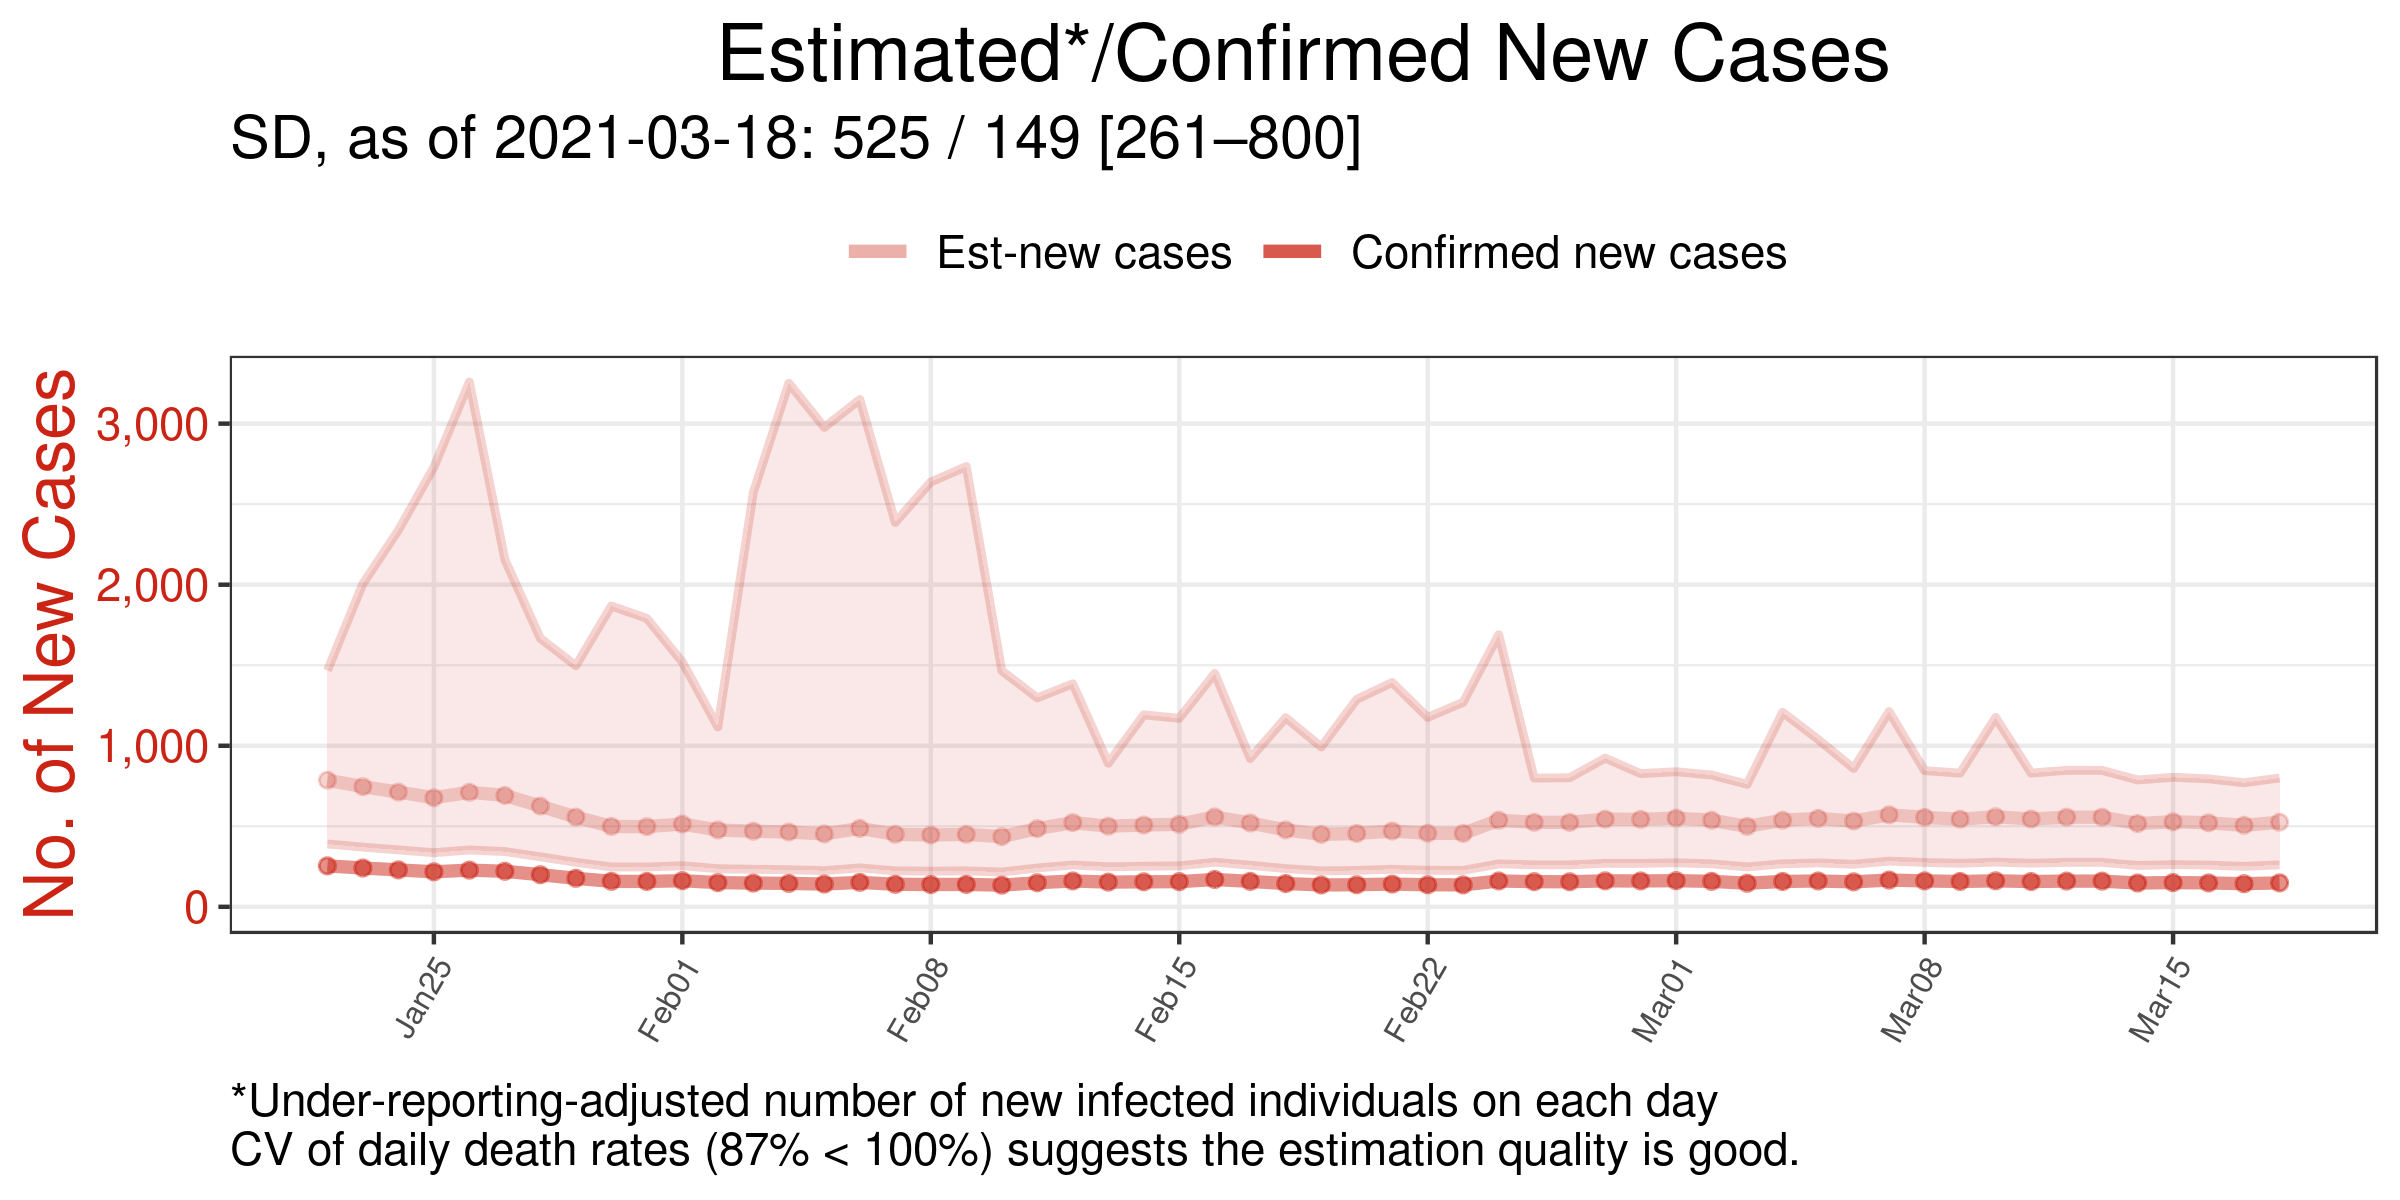 Estimated*/Confirmed New Cases
SD, as of 2021-03-18: 525 / 149 [261–800]
Est-new cases Confirmed new cases
No. of New Cases
3,000
2,000
1,000
0
Jan25 Feb01 Feb08 Feb15 Feb22 Mar01 Mar08 Mar15
*Under-reporting-adjusted number of new infected individuals on each day
CV of daily death rates (87% < 100%) suggests the estimation quality is good.